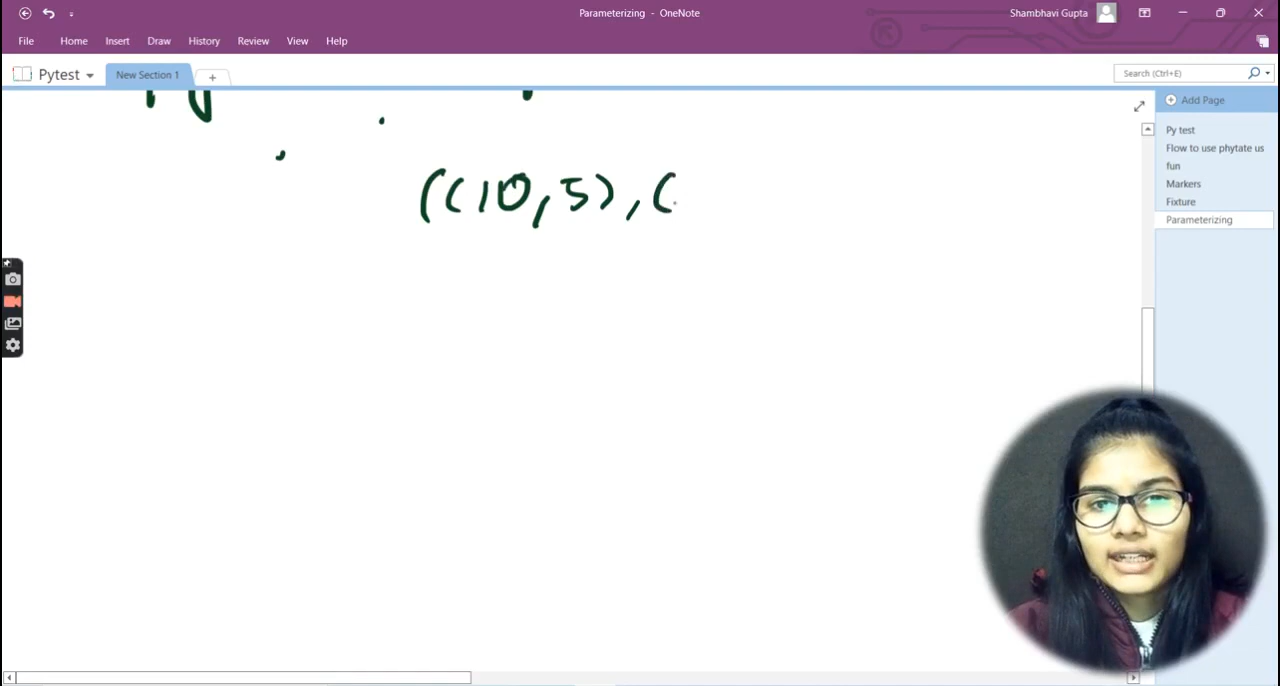 Parameterizing - OneNote
Shambhavi Gupta
File Home Insert Draw History Review View Help
Pytest
New Section 1
+
Search (Ctrl+E)
Add Page
Py test
Flow to use phytate us
fun
Markers
Fixture
Parameterizing
((10,5),(